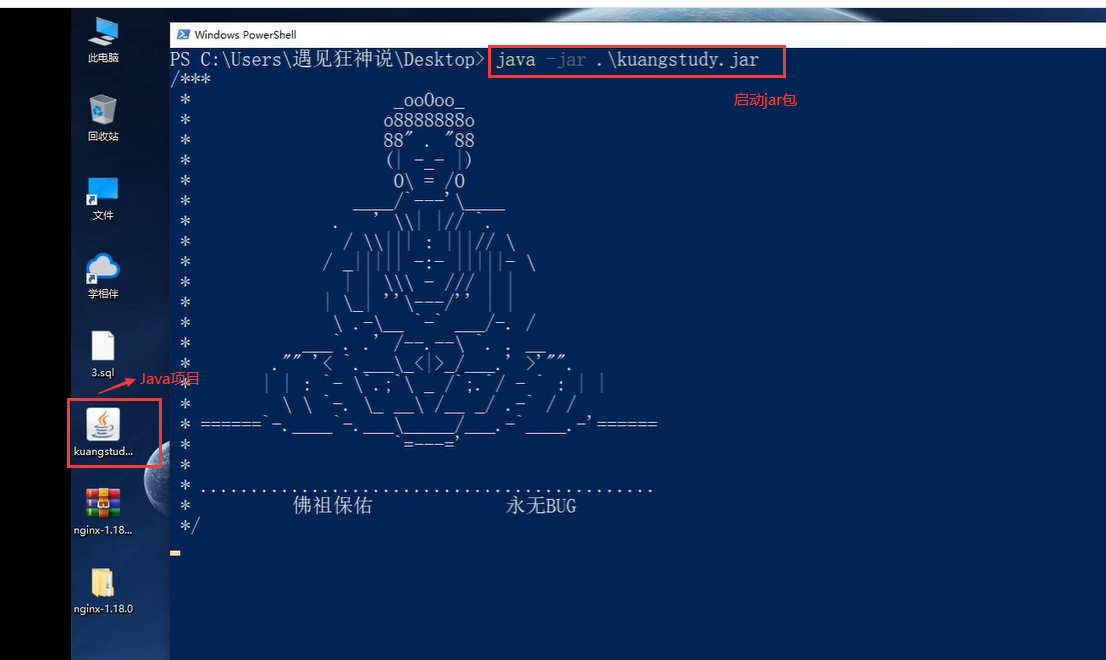 此电脑
回收站
文件
学相伴
3.sql
Java项目
kuangstud...
nginx-1.18...
nginx-1.18.0
Windows PowerShell
PS C:\Users\遇见狂神说\Desktop> java -jar .\kuangstudy.jar
启动jar包
/***
 *                    _ooOoo_
 *                   o8888888o
 *                   88" . "88
 *                   (| -_- |)
 *                    O\ = /O
 *                ____/`---'\____
 *              .   ' \\| |// `.
 *               / \\||| : |||// \
 *             / _||||| -:- |||||- \
 *               | | \\\ - /// | |
 *             | \_| ''\---/'' | |
 *              \ .-\__ `-` ___/-. /
 *           ___`. .' /--.--\ `. . __
 *        ."" '< `.___\_<|>_/___.' >'"".
 *       | | : `- \`.;`\ _ /`;.`/ - ` : | |
 *         \ \ `-. \_ __\ /__ _/ .-` / /
 * ======`-.____`-.___\_____/___.-`____.-'======
 *                    `=---='
 *
 * .............................................
 *          佛祖保佑             永无BUG
 */